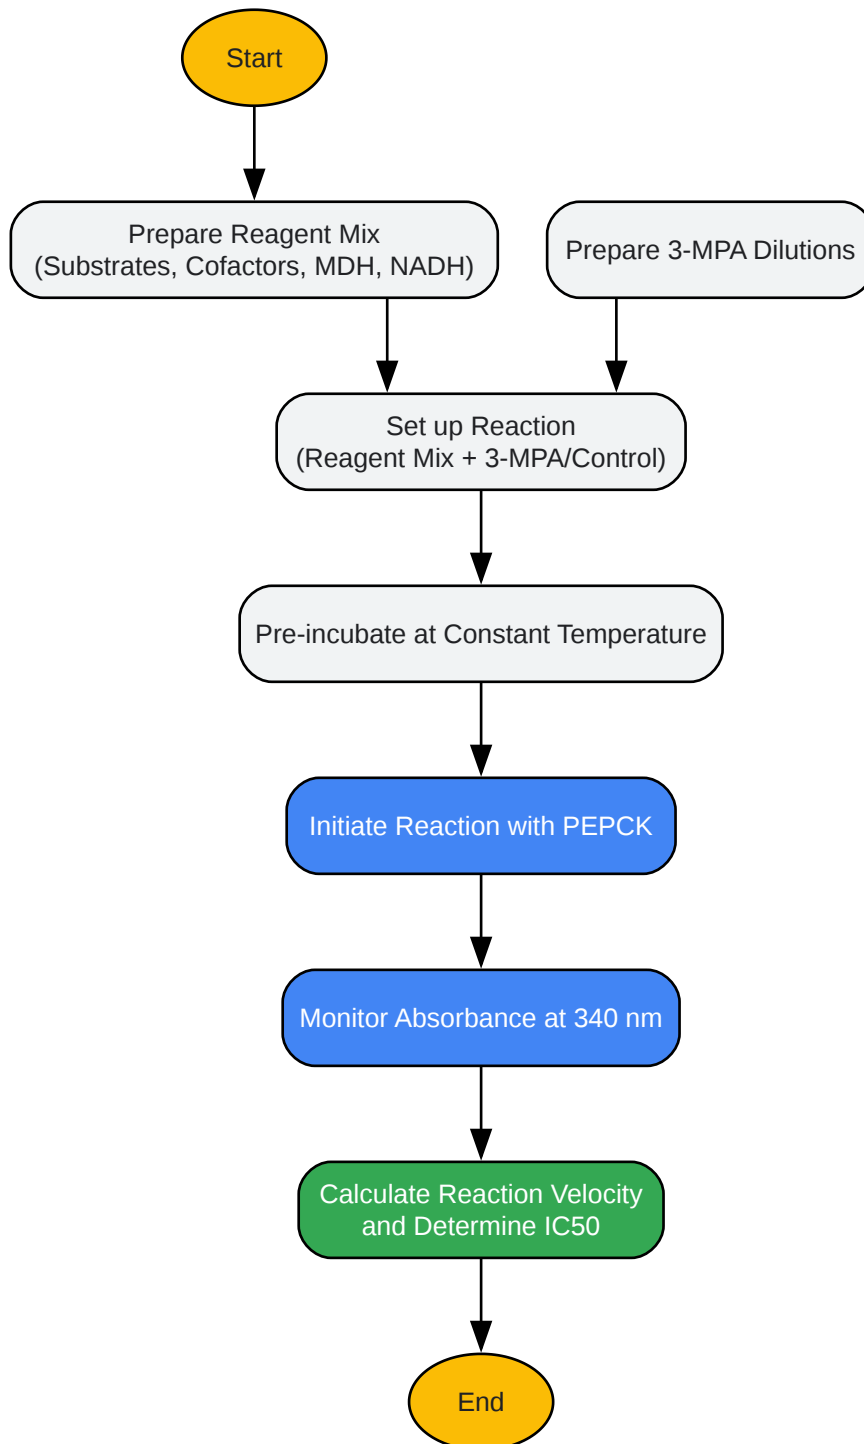 Start
Prepare Reagent Mix
(Substrates, Cofactors, MDH, NADH)
Prepare 3-MPA Dilutions
Set up Reaction
(Reagent Mix + 3-MPA/Control)
Pre-incubate at Constant Temperature
Initiate Reaction with PEPCK
Monitor Absorbance at 340 nm
Calculate Reaction Velocity
and Determine IC50
End